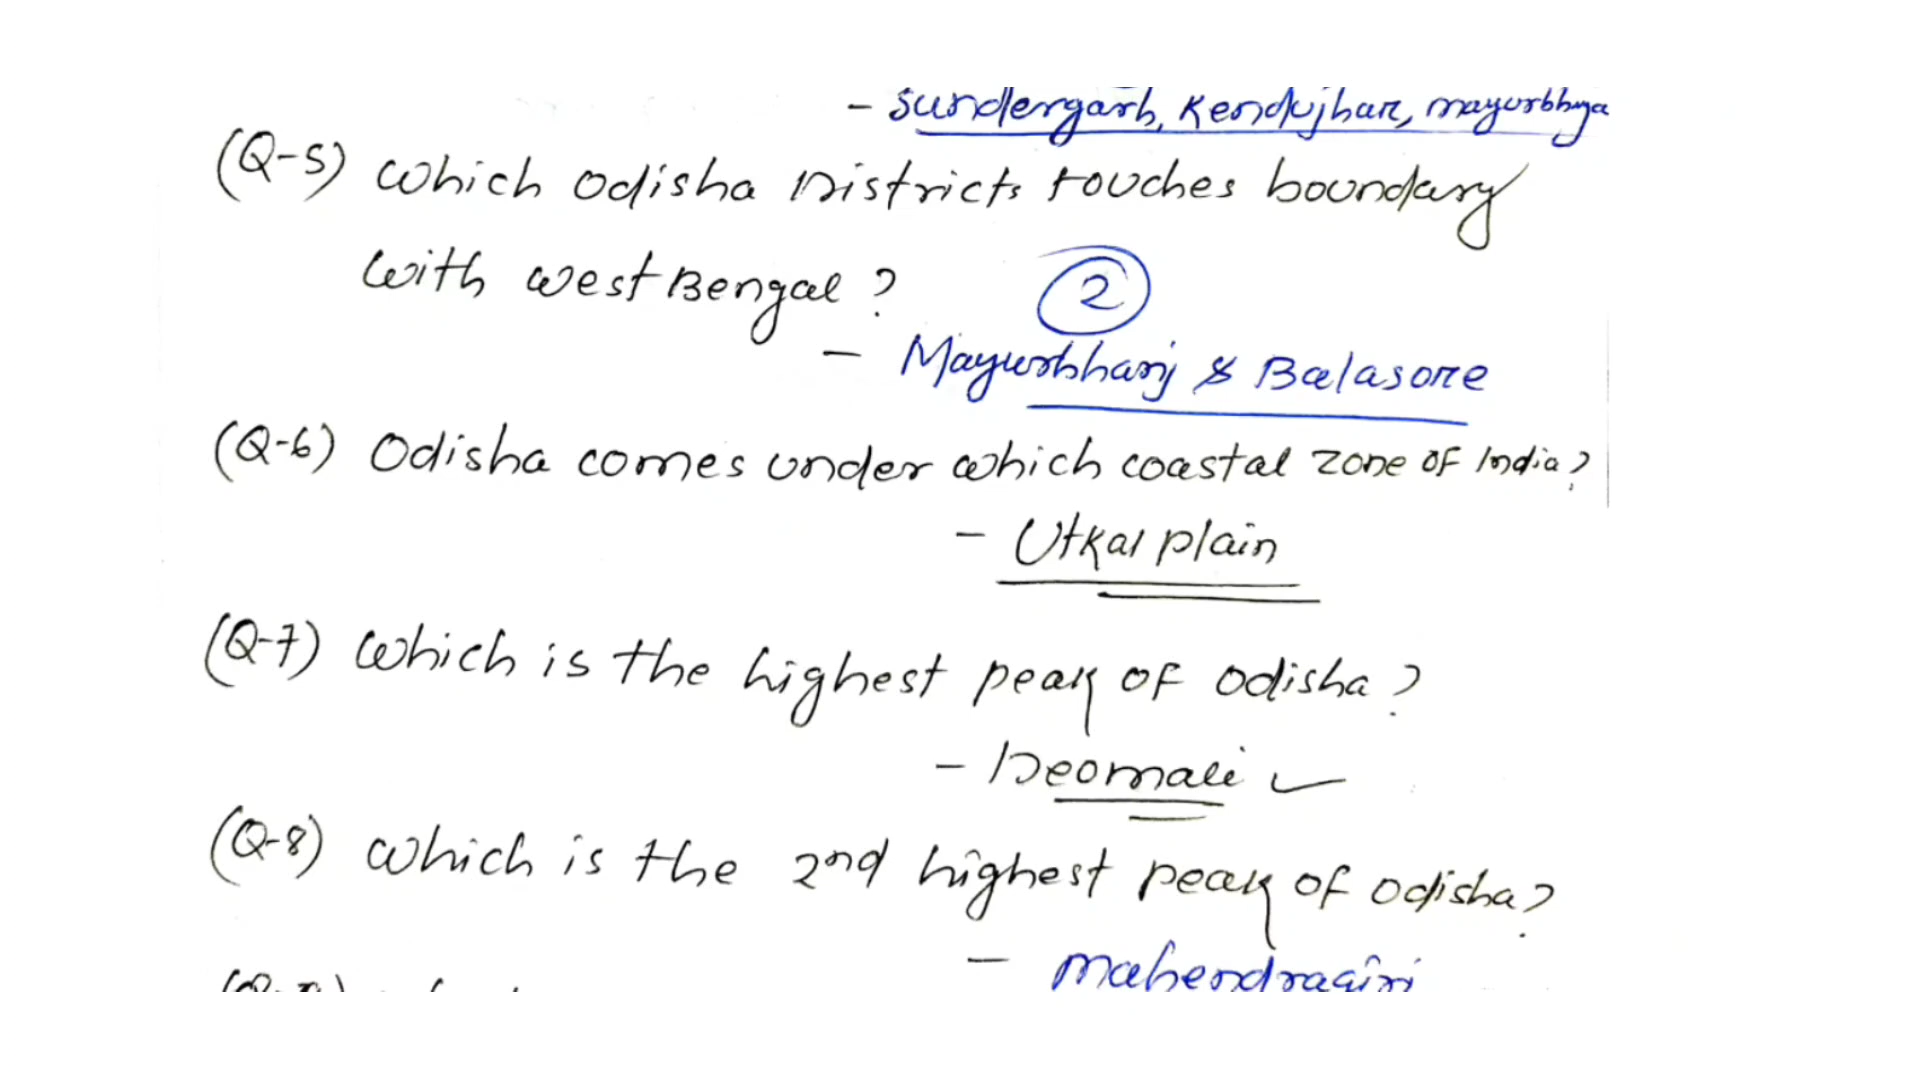 - Sundergarh, Kendujhar, mayurbhnja
(Q-5) Which Odisha Districts touches boundary
with West Bengal ?
2
- Mayurbhanj & Balasore
(Q-6) Odisha comes under which coastal zone of India?
- Utkal plain
(Q-7) Which is the highest peak of Odisha ?
- Deomali ✓
(Q-8) Which is the 2nd highest peak of Odisha?
- Mahendragiri